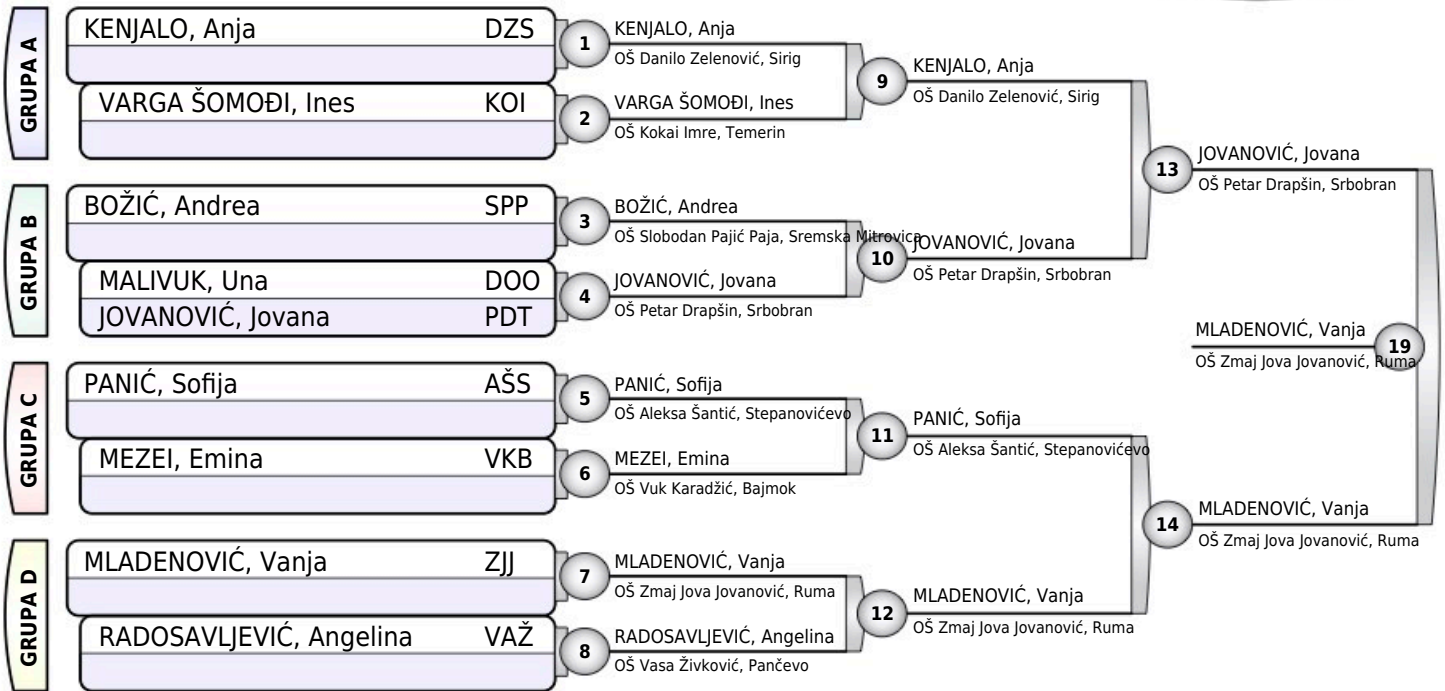 GRUPA A
KENJALO, Anja DZS
VARGA ŠOMOĐI, Ines KOI
GRUPA B
BOŽIĆ, Andrea SPP
MALIVUK, Una DOO
JOVANOVIĆ, Jovana PDT
GRUPA C
PANIĆ, Sofija AŠS
MEZEI, Emina VKB
GRUPA D
MLADENOVIĆ, Vanja ZJJ
RADOSAVLJEVIĆ, Angelina VAŽ
1 KENJALO, Anja
OŠ Danilo Zelenović, Sirig
2 VARGA ŠOMOĐI, Ines
OŠ Kokai Imre, Temerin
3 BOŽIĆ, Andrea
OŠ Slobodan Pajić Paja, Sremska Mitrovica
4 JOVANOVIĆ, Jovana
OŠ Petar Drapšin, Srbobran
5 PANIĆ, Sofija
OŠ Aleksa Šantić, Stepanovićevo
6 MEZEI, Emina
OŠ Vuk Karadžić, Bajmok
7 MLADENOVIĆ, Vanja
OŠ Zmaj Jova Jovanović, Ruma
8 RADOSAVLJEVIĆ, Angelina
OŠ Vasa Živković, Pančevo
9 KENJALO, Anja
OŠ Danilo Zelenović, Sirig
10 JOVANOVIĆ, Jovana
OŠ Petar Drapšin, Srbobran
11 PANIĆ, Sofija
OŠ Aleksa Šantić, Stepanovićevo
12 MLADENOVIĆ, Vanja
OŠ Zmaj Jova Jovanović, Ruma
13 JOVANOVIĆ, Jovana
OŠ Petar Drapšin, Srbobran
14 MLADENOVIĆ, Vanja
OŠ Zmaj Jova Jovanović, Ruma
MLADENOVIĆ, Vanja 19
OŠ Zmaj Jova Jovanović, Ruma